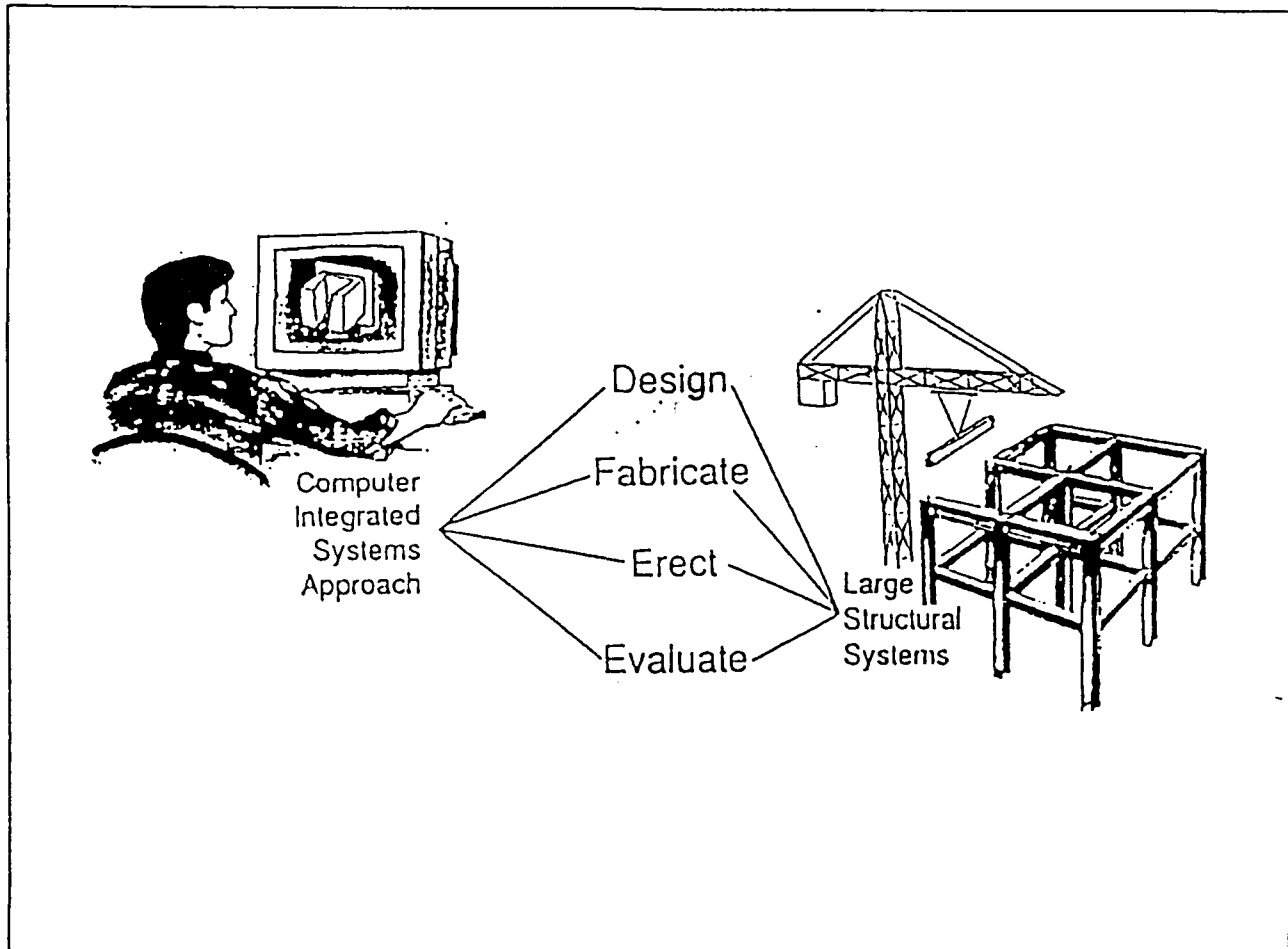 Computer
Integrated
Systems
Approach
Design
Fabricate
Erect
Evaluate
Large
Structural
Systems